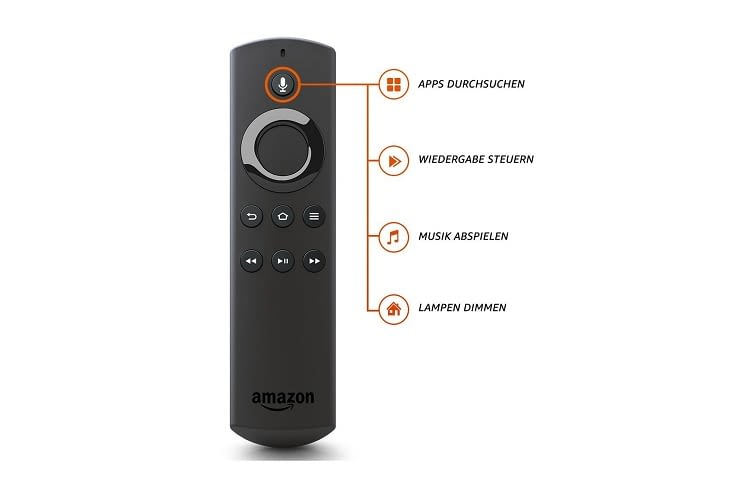 APPS DURCHSUCHEN
WIEDERGABE STEUERN
MUSIK ABSPIELEN
LAMPEN DIMMEN
amazon